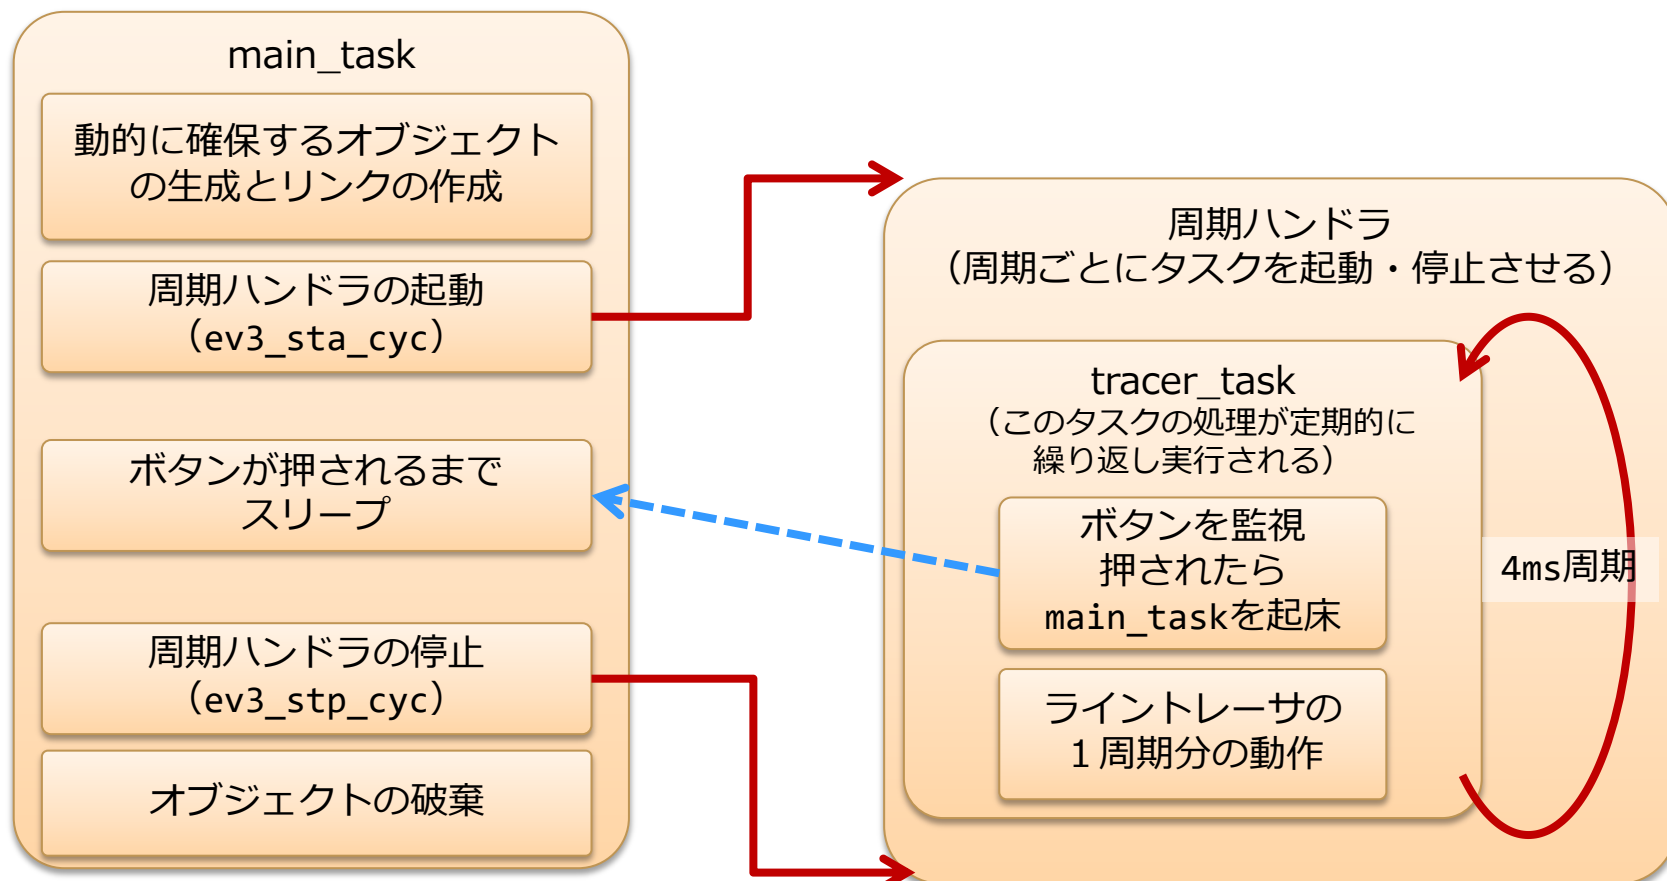 main_task
動的に確保するオブジェクト
の生成とリンクの作成
周期ハンドラの起動
（ev3_sta_cyc）
ボタンが押されるまで
スリープ
周期ハンドラの停止
（ev3_stp_cyc）
オブジェクトの破棄
周期ハンドラ
（周期ごとにタスクを起動・停止させる）
tracer_task
（このタスクの処理が定期的に
繰り返し実行される）
ボタンを監視
押されたら
main_taskを起床
ライントレーサの
１周期分の動作
4ms周期